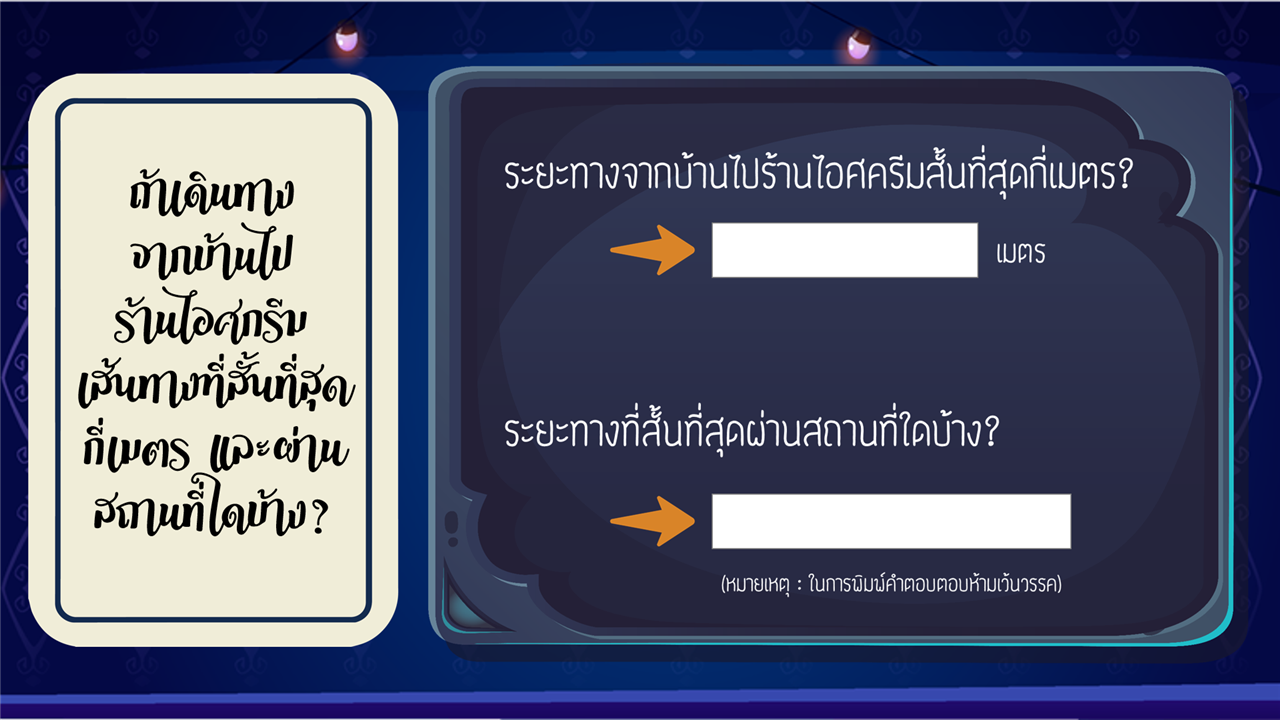 ถ้าเดินทาง
จากบ้านไป
ร้านไอศกรีม
เส้นทางที่สั้นที่สุด
กี่เมตร และผ่าน
สถานที่ใดบ้าง?
ระยะทางจากบ้านไปร้านไอศครีมสั้นที่สุดกี่เมตร?
เมตร
ระยะทางที่สั้นที่สุดผ่านสถานที่ใดบ้าง?
(หมายเหตุ : ในการพิมพ์คำตอบตอบห้ามเว้นวรรค)